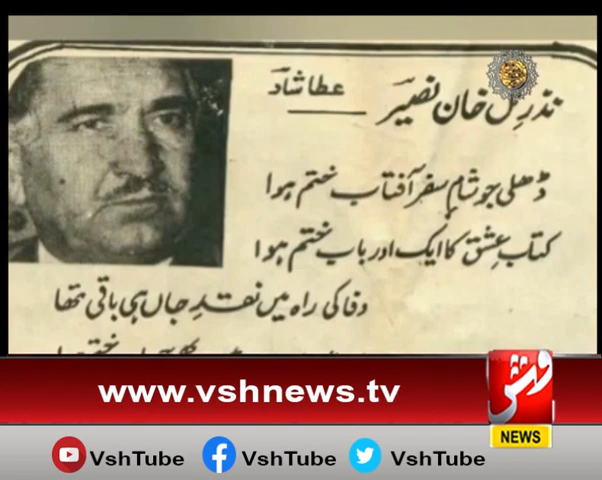 نذرِ گل خان نصیر
عطا شاد
ڈھلی جو شامِ سفر آفتاب ختم ہوا
کتابِ عشق کا ایک اور باب ختم ہوا
وفا کی راہ میں نقدِ جاں ہی باقی تھا
www.vshnews.tv
وش
NEWS
VshTube VshTube VshTube